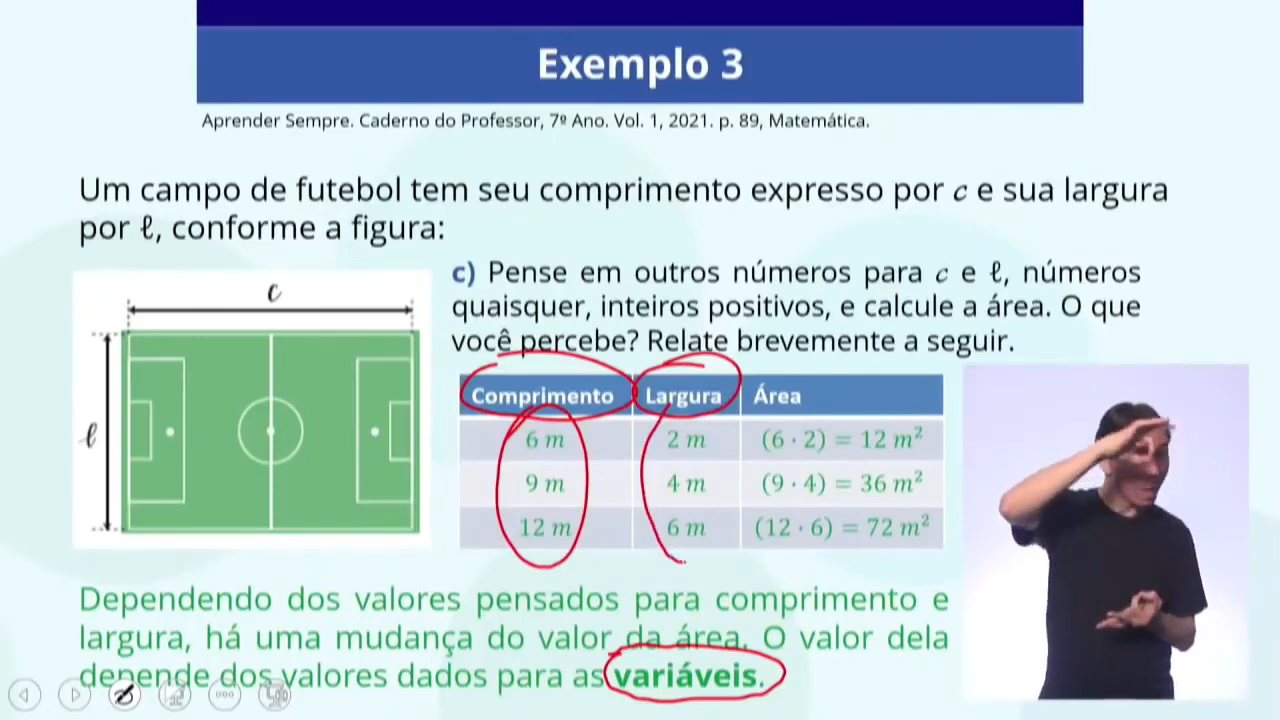 Exemplo 3
Aprender Sempre. Caderno do Professor, 7º Ano. Vol. 1, 2021. p. 89, Matemática.
Um campo de futebol tem seu comprimento expresso por c e sua largura
por ℓ, conforme a figura:
c
ℓ
c) Pense em outros números para c e ℓ, números
quaisquer, inteiros positivos, e calcule a área. O que
você percebe? Relate brevemente a seguir.
Comprimento Largura Área
6 m 2 m (6 · 2) = 12 m²
9 m 4 m (9 · 4) = 36 m²
12 m 6 m (12 · 6) = 72 m²
Dependendo dos valores pensados para comprimento e
largura, há uma mudança do valor da área. O valor dela
depende dos valores dados para as variáveis.